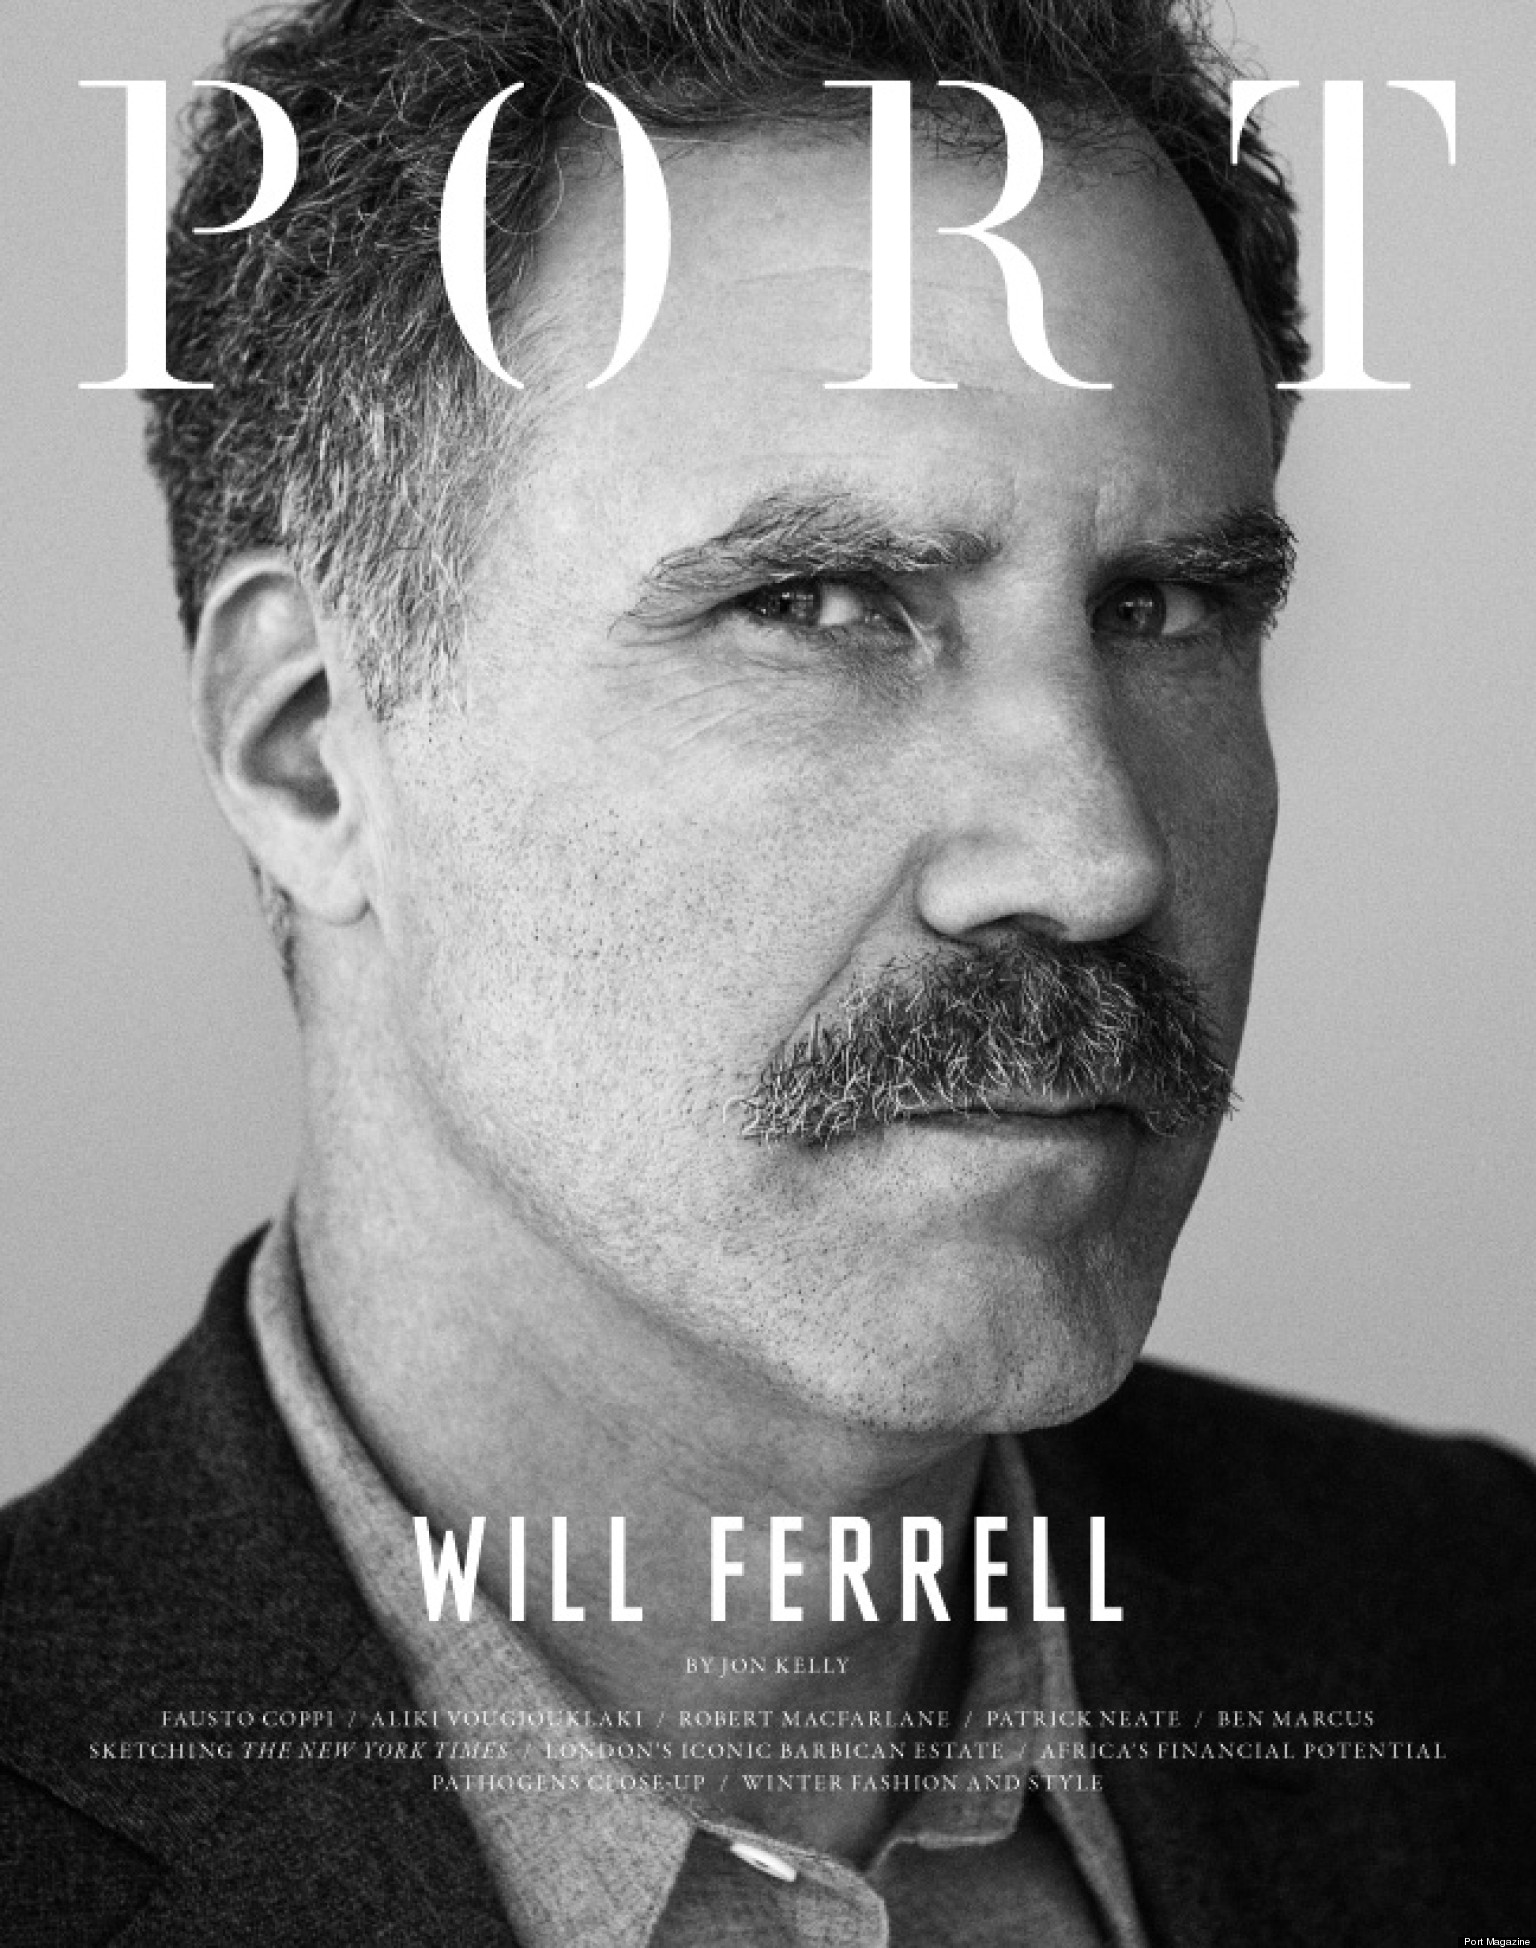 PORT
WILL FERRELL
BY JON KELLY
FAUSTO COPPI / ALIKI VOUGIOUKLAKI / ROBERT MACFARLANE / PATRICK NEATE / BEN MARCUS
SKETCHING THE NEW YORK TIMES / LONDON'S ICONIC BARBICAN ESTATE / AFRICA'S FINANCIAL POTENTIAL
PATHOGENS CLOSE-UP / WINTER FASHION AND STYLE
Port Magazine